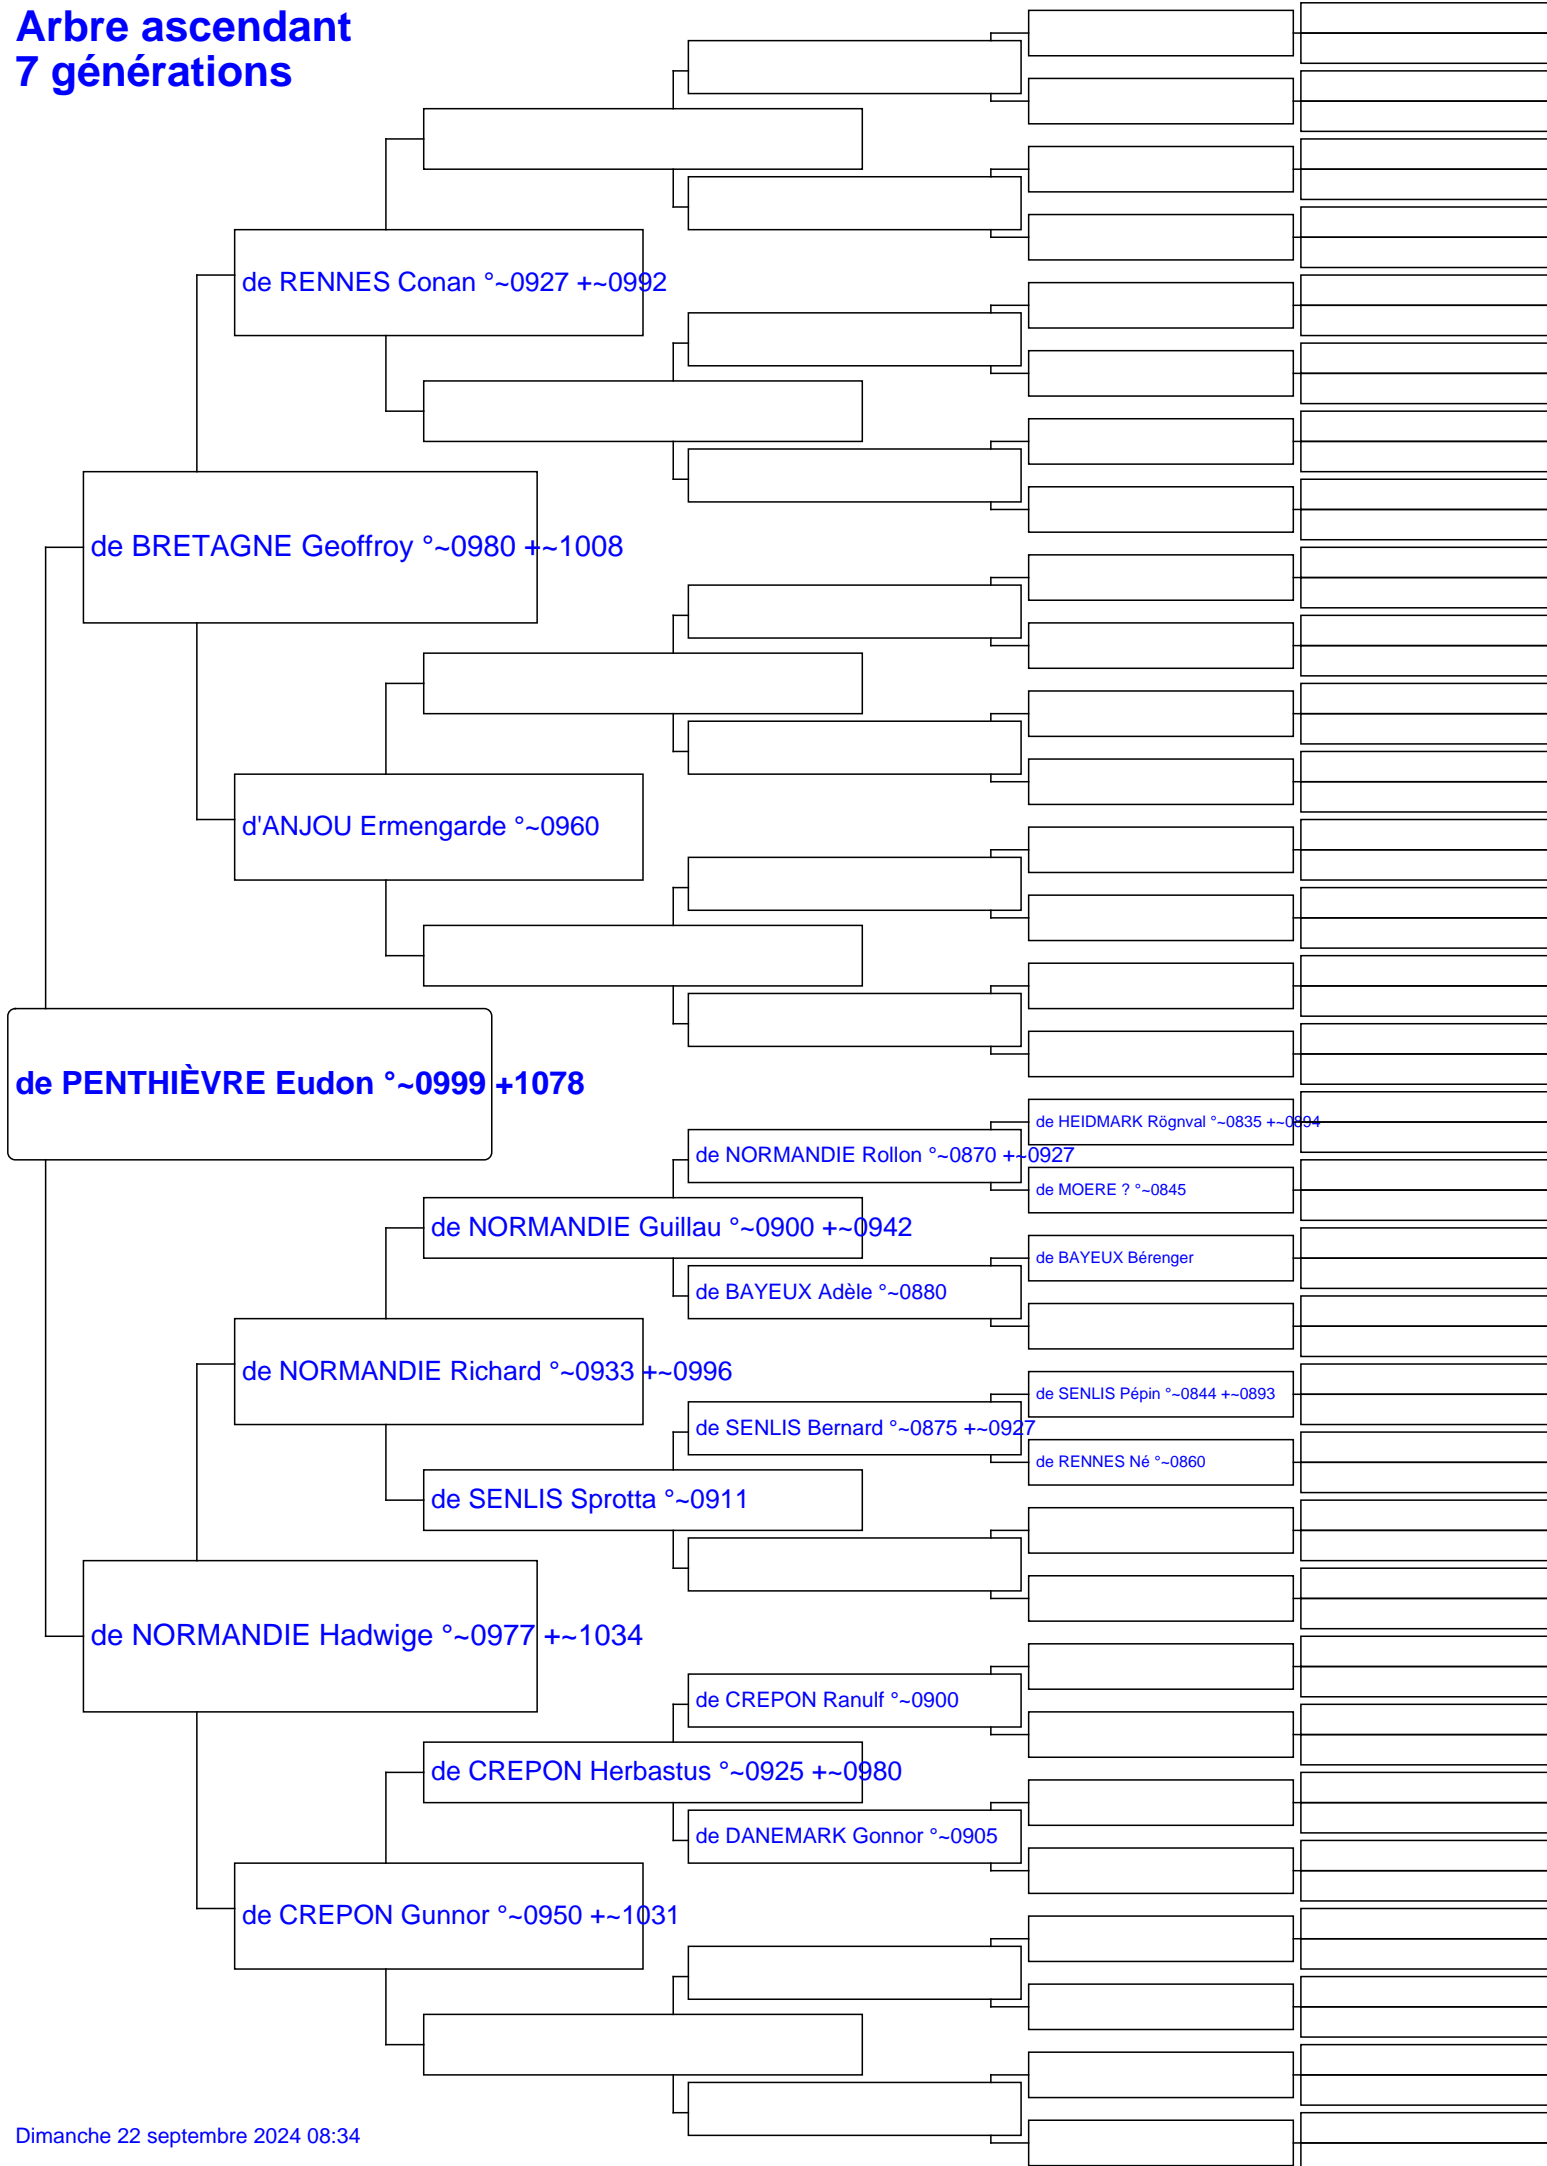 Arbre ascendant
7 générations
de RENNES Conan °~0927 +~0992
de BRETAGNE Geoffroy °~0980 +~1008
d'ANJOU Ermengarde °~0960
de PENTHIÈVRE Eudon °~0999 +1078
de HEIDMARK Rögnval °~0835 +~0894
de NORMANDIE Rollon °~0870 +~0927
de MOERE ? °~0845
de NORMANDIE Guillau °~0900 +~0942
de BAYEUX Bérenger
de BAYEUX Adèle °~0880
de NORMANDIE Richard °~0933 +~0996
de SENLIS Pépin °~0844 +~0893
de SENLIS Bernard °~0875 +~0927
de RENNES Né °~0860
de SENLIS Sprotta °~0911
de NORMANDIE Hadwige °~0977 +~1034
de CREPON Ranulf °~0900
de CREPON Herbastus °~0925 +~0980
de DANEMARK Gonnor °~0905
de CREPON Gunnor °~0950 +~1031
Dimanche 22 septembre 2024 08:34